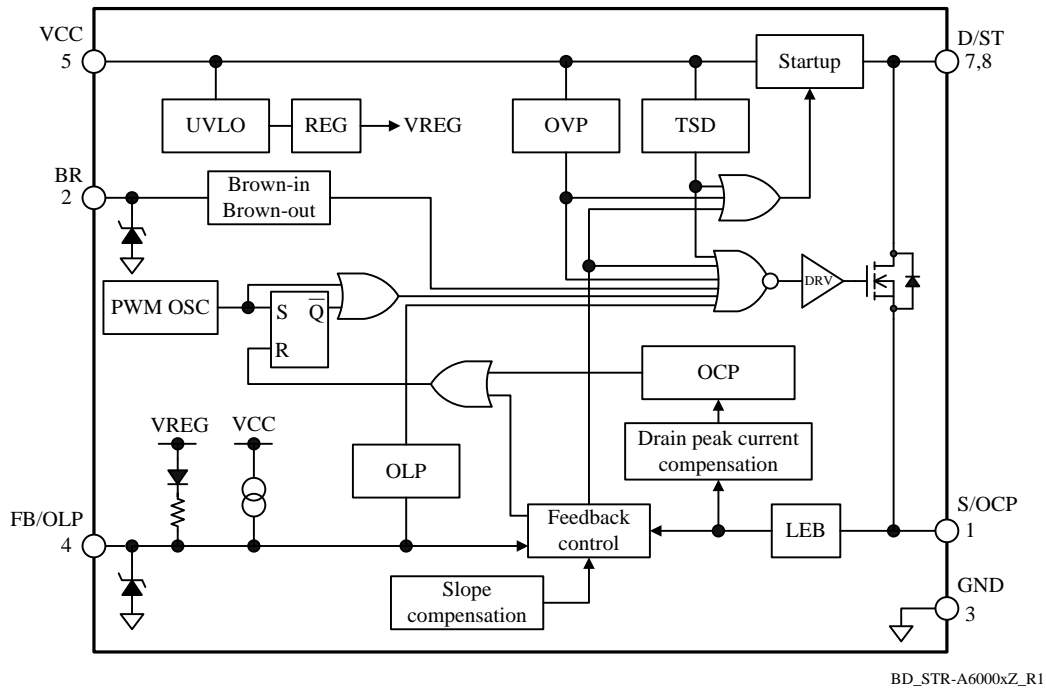 VCC
5
D/ST
7,8
Startup
UVLO
REG
VREG
OVP
TSD
BR
2
Brown-in
Brown-out
PWM OSC
S
Q̅
R
DRV
OCP
VREG
VCC
OLP
Drain peak current
compensation
FB/OLP
4
Feedback
control
LEB
S/OCP
1
Slope
compensation
GND
3
BD_STR-A6000xZ_R1